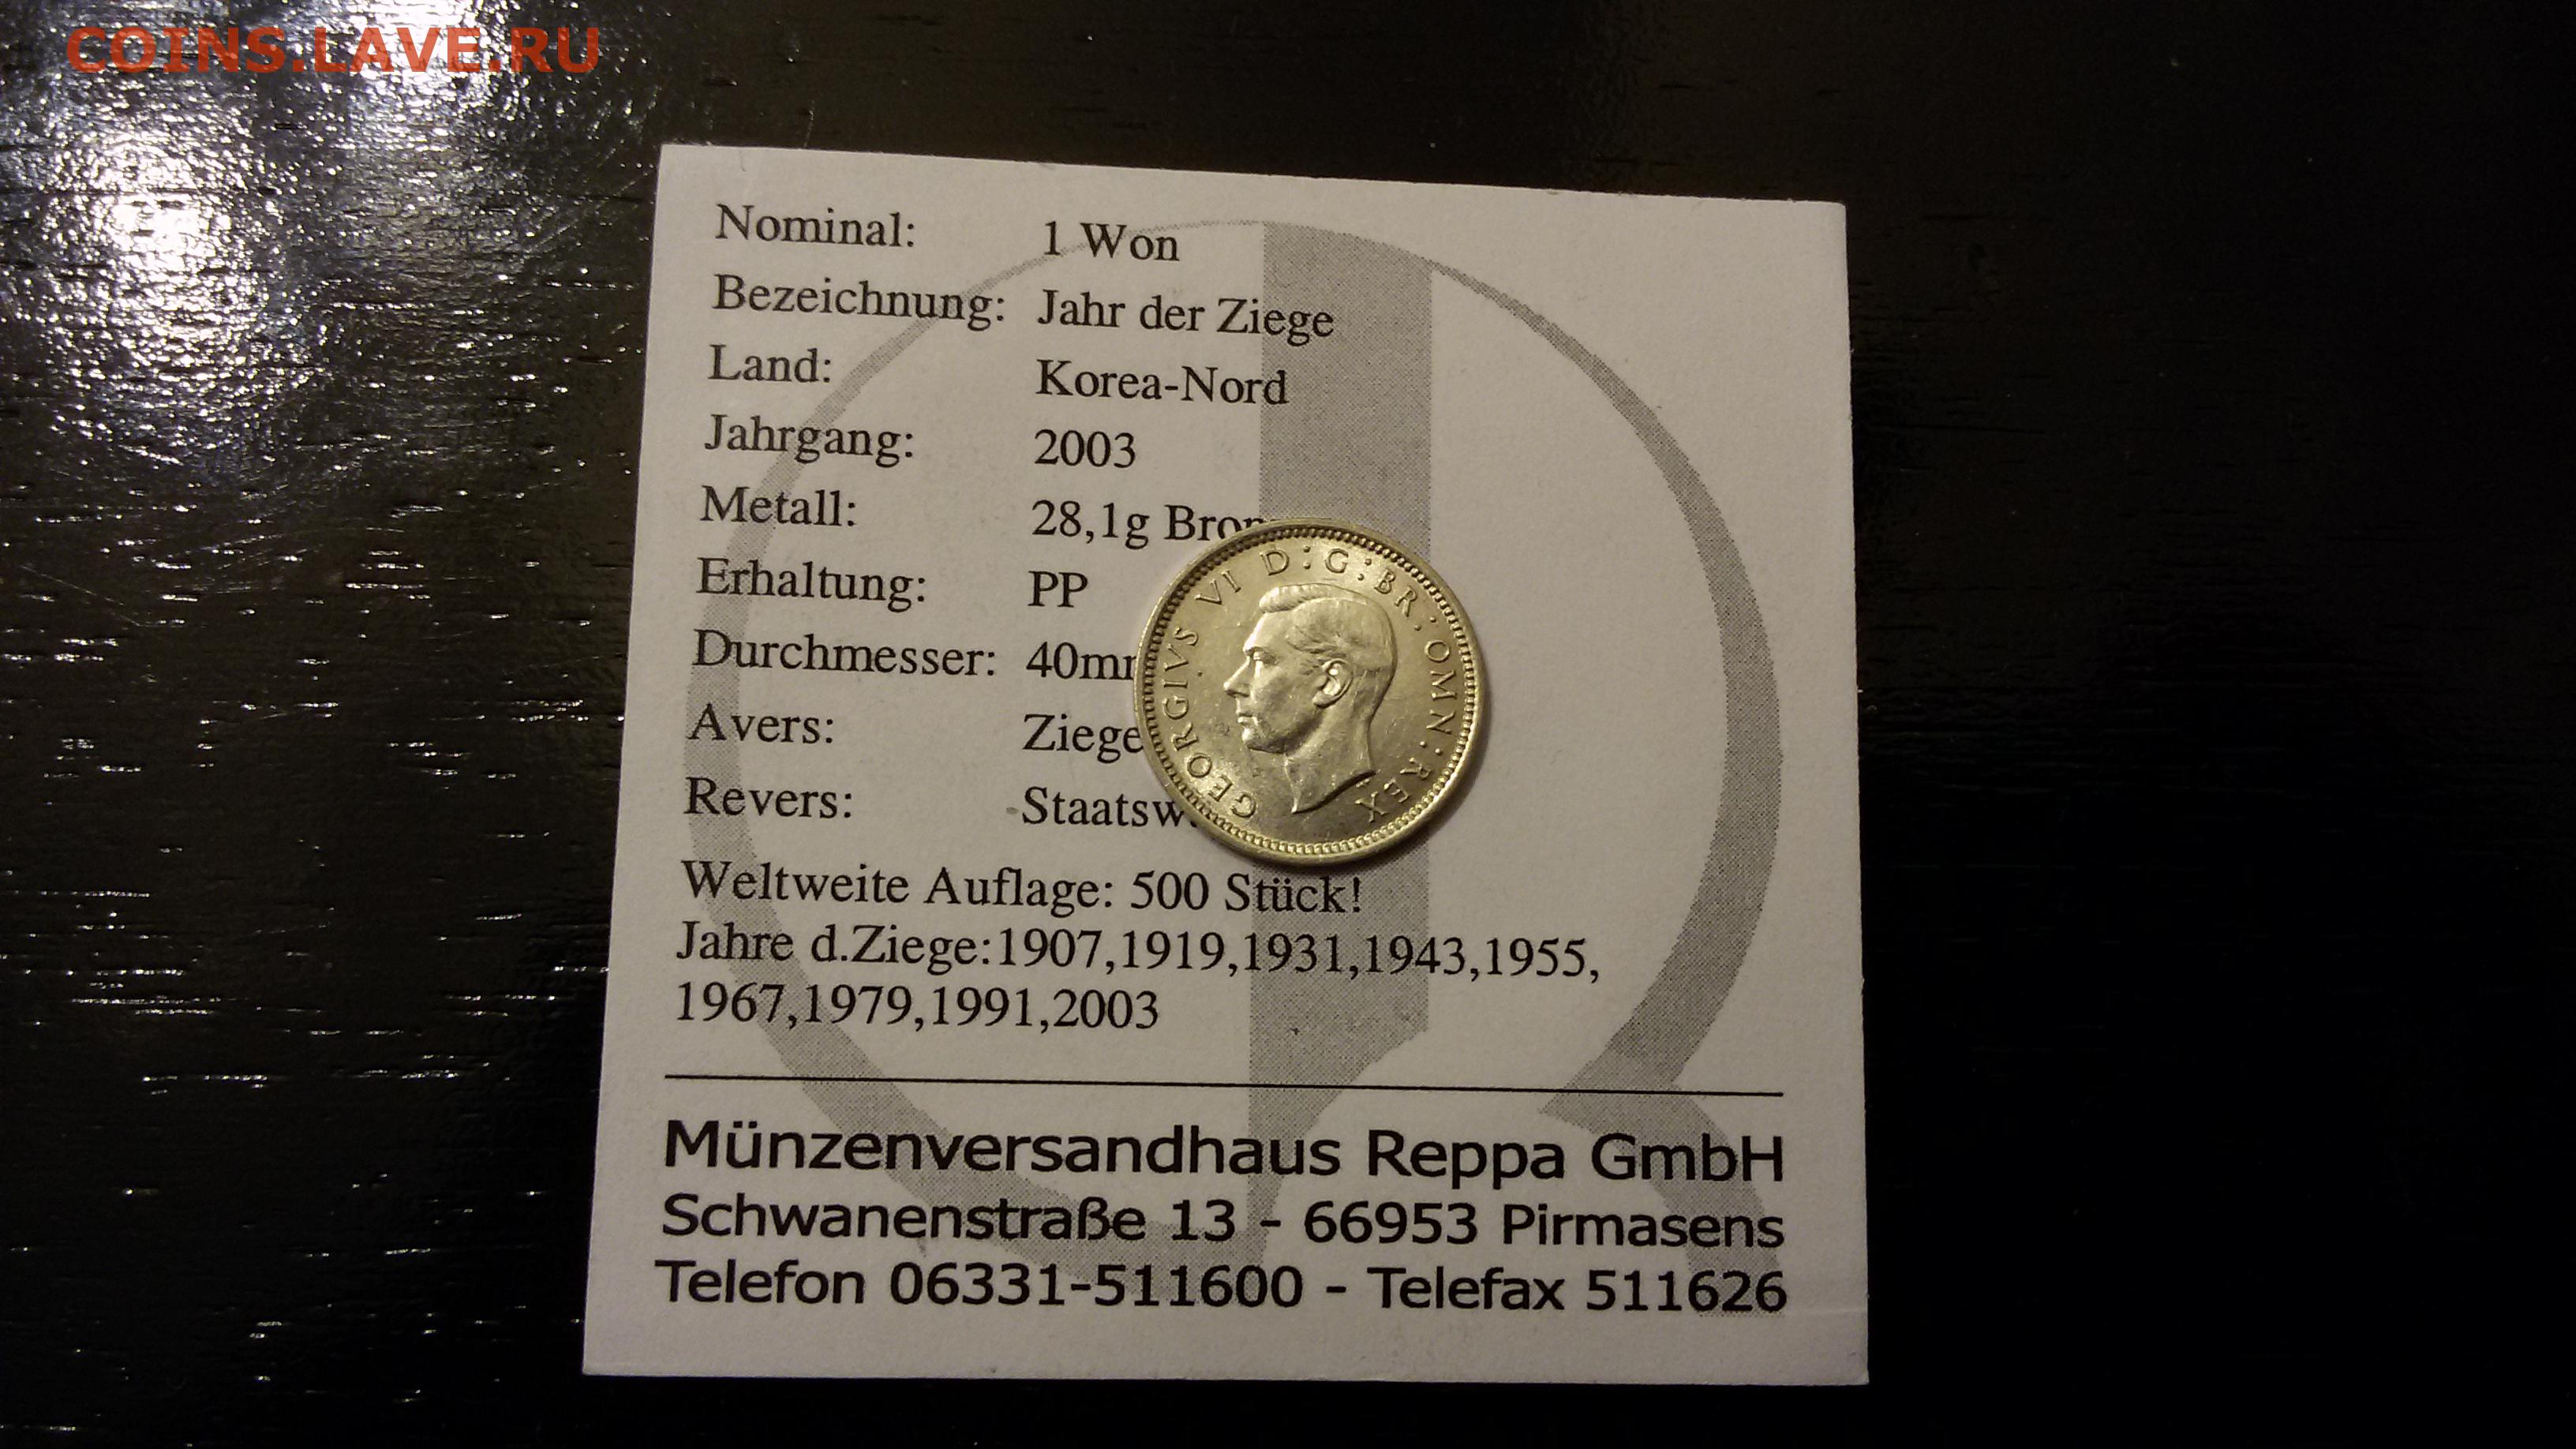 COINS.LAVE.RU
Nominal: 1 Won
Bezeichnung: Jahr der Ziege
Land: Korea-Nord
Jahrgang: 2003
Metall: 28,1g
Erhaltung: PP
Durchmesser:
Avers: Ziege
Revers:
Weltweite Auflage: 500 Stück!
Jahre d.Ziege:1907,1919,1931,1943,1955,
1967,1979,1991,2003
GEORGIVS VI D:G:BR:OMN:REX
Münzenversandhaus Reppa GmbH
Schwanenstraße 13 - 66953 Pirmasens
Telefon 06331-511600 - Telefax 511626